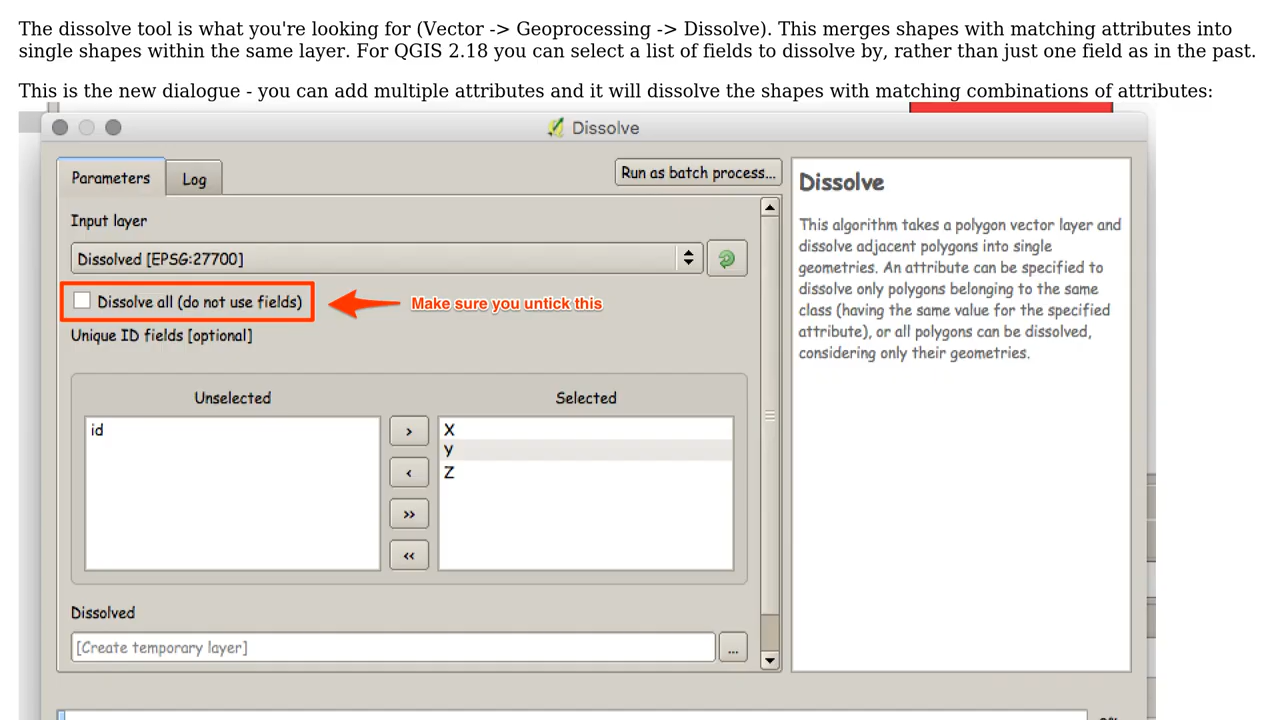 The dissolve tool is what you're looking for (Vector -> Geoprocessing -> Dissolve). This merges shapes with matching attributes into
single shapes within the same layer. For QGIS 2.18 you can select a list of fields to dissolve by, rather than just one field as in the past.
This is the new dialogue - you can add multiple attributes and it will dissolve the shapes with matching combinations of attributes:
Dissolve
Parameters
Log
Run as batch process...
Input layer
Dissolved [EPSG:27700]
Dissolve all (do not use fields)
Make sure you untick this
Unique ID fields [optional]
Unselected
Selected
id
X
Y
Z
>
<
>>
<<
Dissolved
[Create temporary layer]
...
Dissolve
This algorithm takes a polygon vector layer and
dissolve adjacent polygons into single
geometries. An attribute can be specified to
dissolve only polygons belonging to the same
class (having the same value for the specified
attribute), or all polygons can be dissolved,
considering only their geometries.